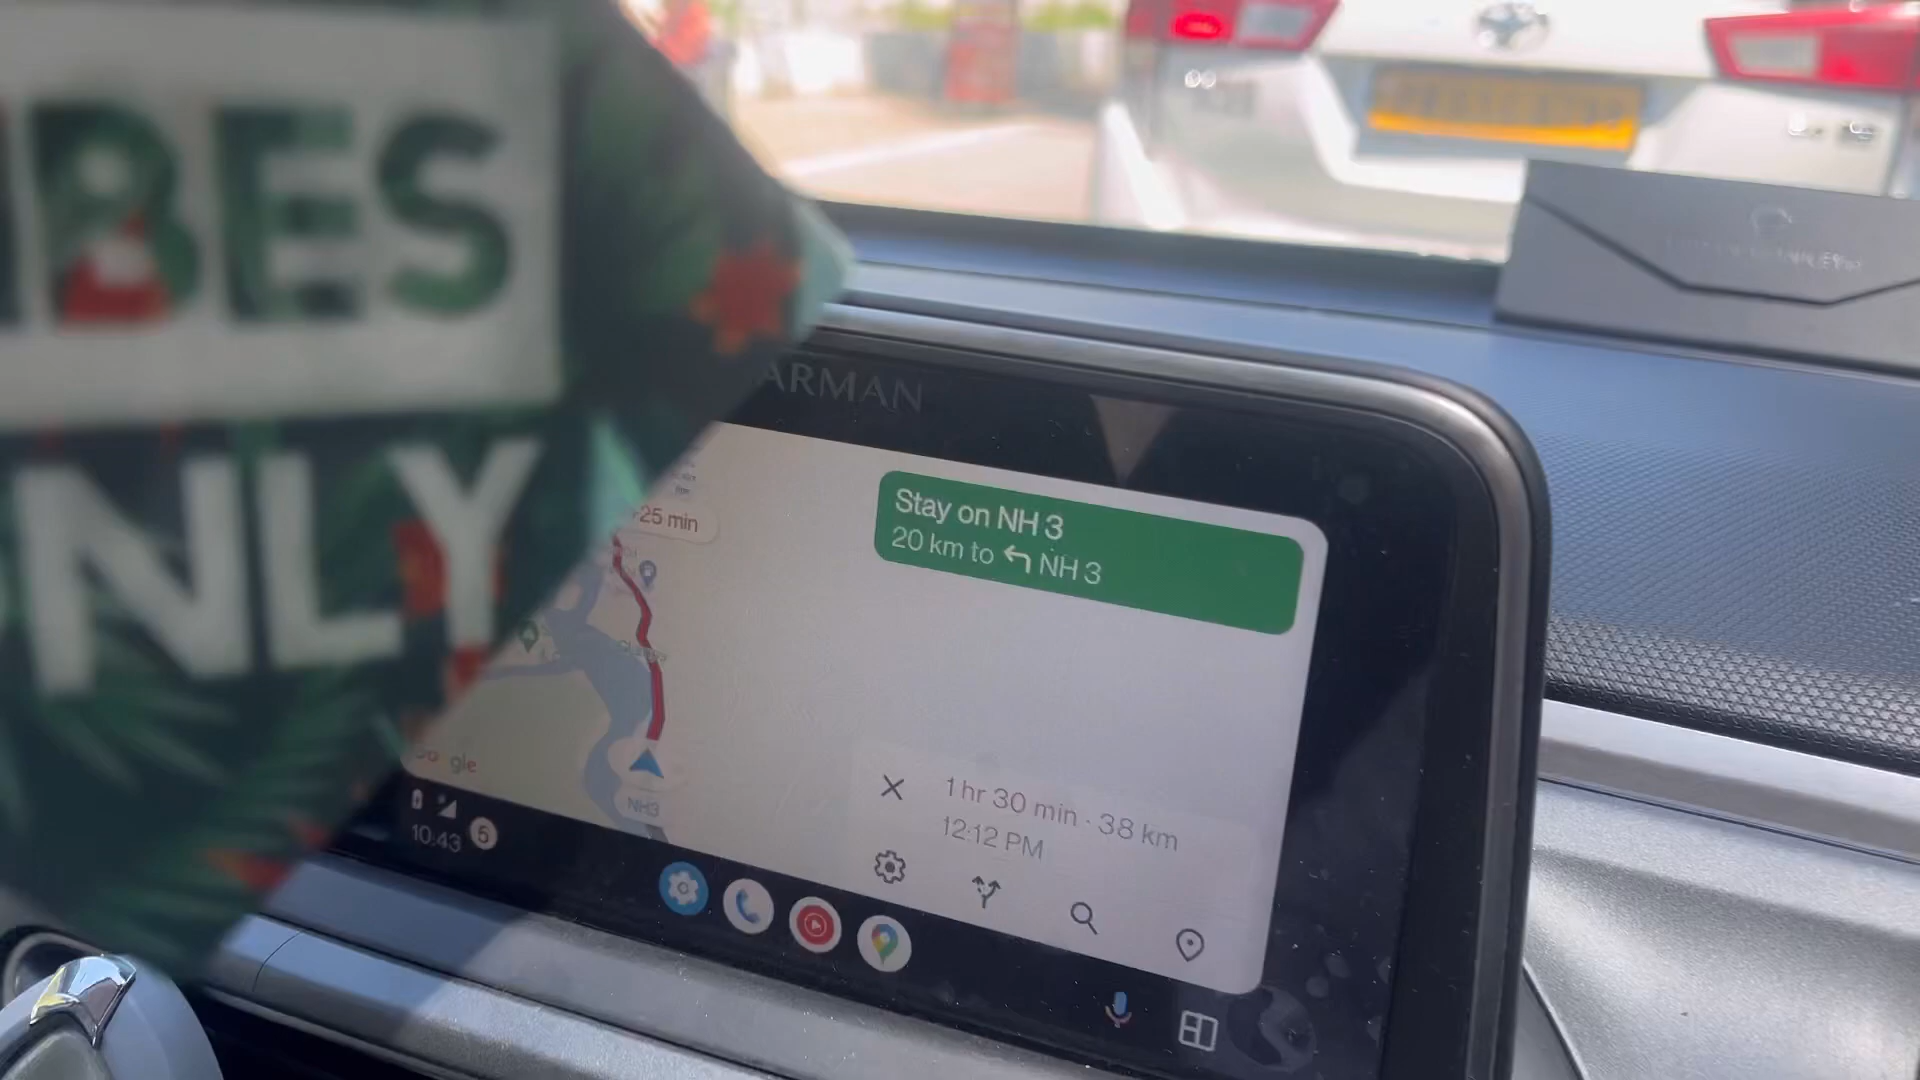 BES
NLY
ARMAN
25 min
Stay on NH 3
20 km to NH 3
gle
NH3
1 hr 30 min · 38 km
12:12 PM
10:43
5